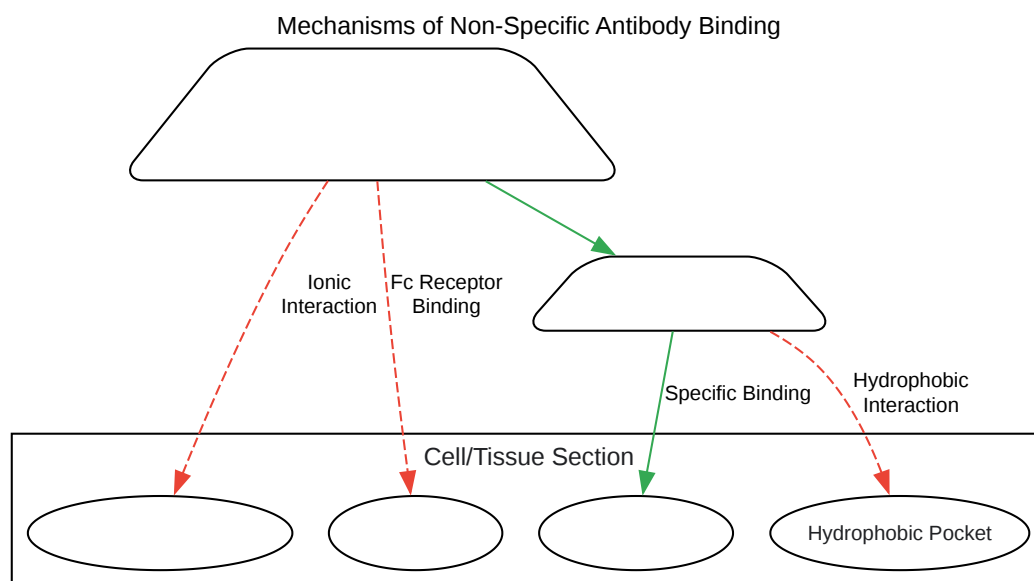 Mechanisms of Non-Specific Antibody Binding
Ionic
Interaction
Fc Receptor
Binding
Specific Binding
Hydrophobic
Interaction
Cell/Tissue Section
Hydrophobic Pocket